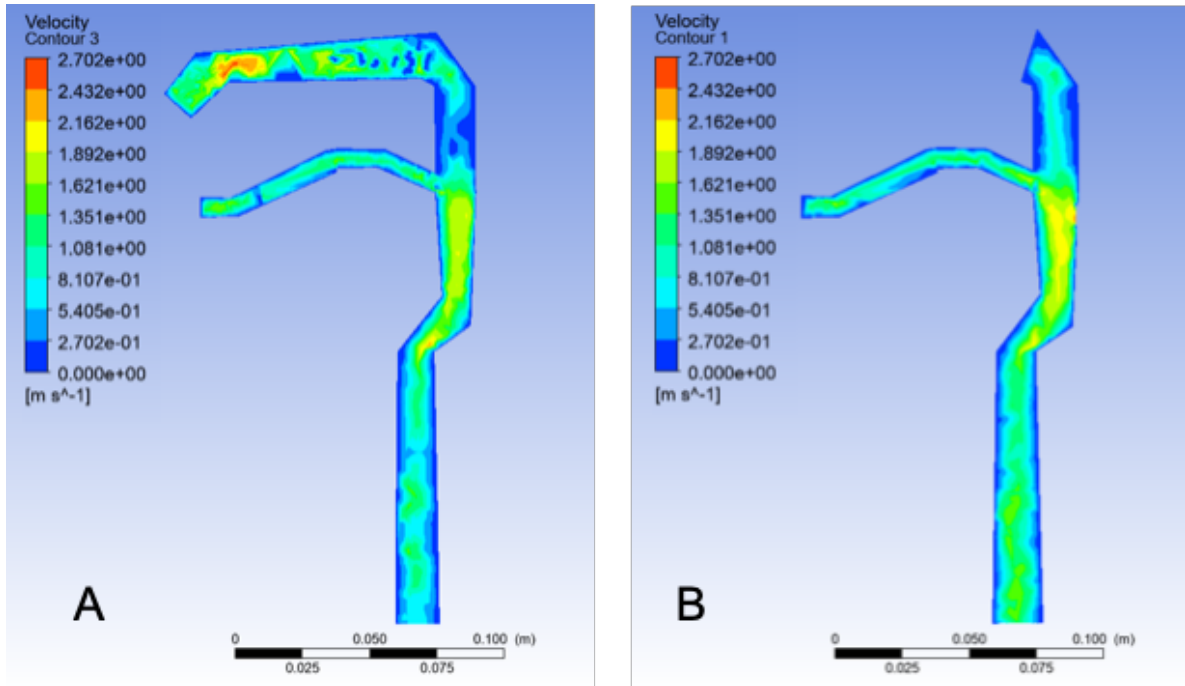 Velocity
Contour 3
2.702e+00
2.432e+00
2.162e+00
1.892e+00
1.621e+00
1.351e+00
1.081e+00
8.107e-01
5.405e-01
2.702e-01
0.000e+00
[m s^-1]
A
0 0.050 0.100 (m)
0.025 0.075
Velocity
Contour 1
2.702e+00
2.432e+00
2.162e+00
1.892e+00
1.621e+00
1.351e+00
1.081e+00
8.107e-01
5.405e-01
2.702e-01
0.000e+00
[m s^-1]
B
0 0.050 0.100 (m)
0.025 0.075